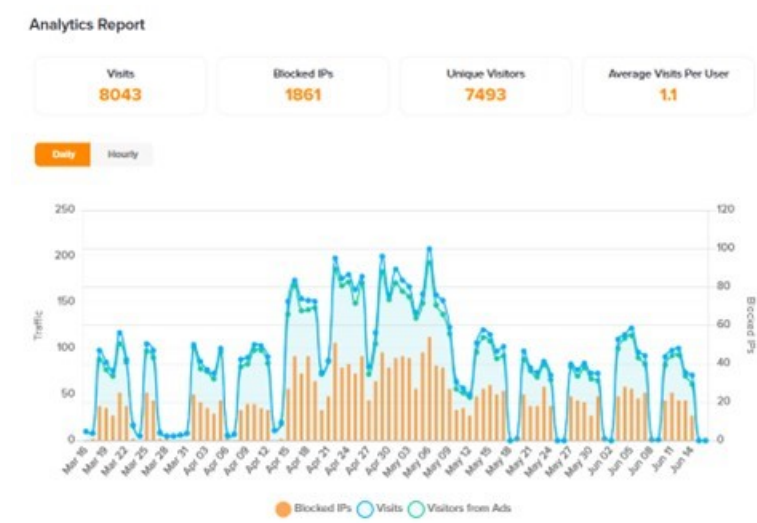 Analytics Report
Visits
8043
Blocked IPs
1861
Unique Visitors
7493
Average Visits Per User
1.1
Daily Hourly
250 120
200 100
150 80
100 60
50 40
0 20
0
Traffic
Blocked IPs
Mar 16 Mar 19 Mar 22 Mar 25 Mar 28 Mar 31 Apr 03 Apr 06 Apr 09 Apr 12 Apr 15 Apr 18 Apr 21 Apr 24 Apr 27 Apr 30 May 03 May 06 May 09 May 12 May 15 May 18 May 21 May 24 May 27 May 30 Jun 02 Jun 05 Jun 08 Jun 11 Jun 14
Blocked IPs Visits Visitors from Ads